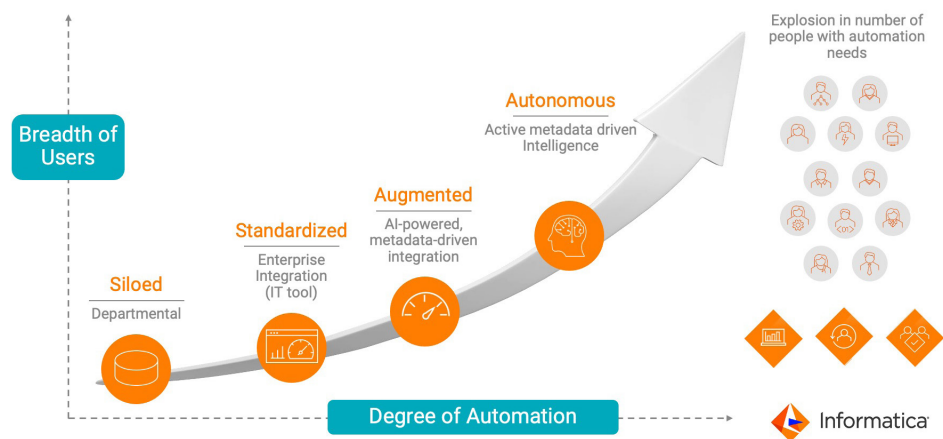 Explosion in number of
people with automation
needs
Breadth of
Users
Autonomous
Active metadata driven
Intelligence
Augmented
AI-powered,
metadata-driven
integration
Standardized
Enterprise
Integration
(IT tool)
Siloed
Departmental
Degree of Automation
Informatica